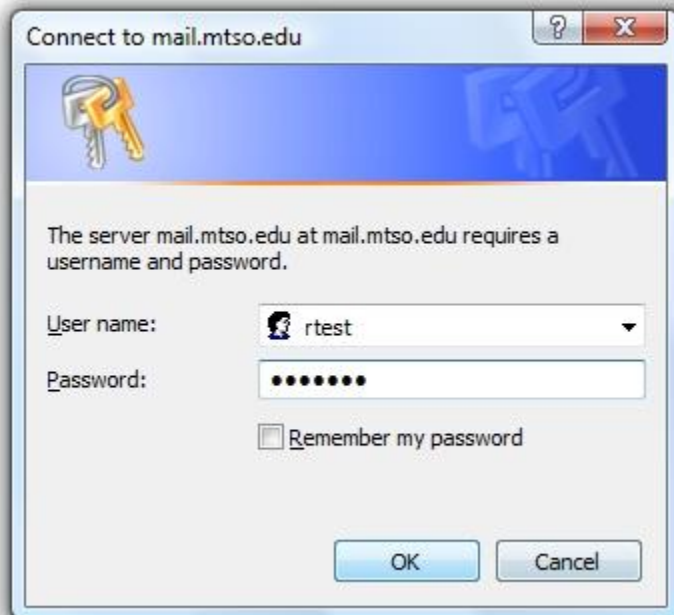 Connect to mail.mtso.edu
The server mail.mtso.edu at mail.mtso.edu requires a
username and password.
User name:
rtest
Password:
•••••••
Remember my password
OK
Cancel